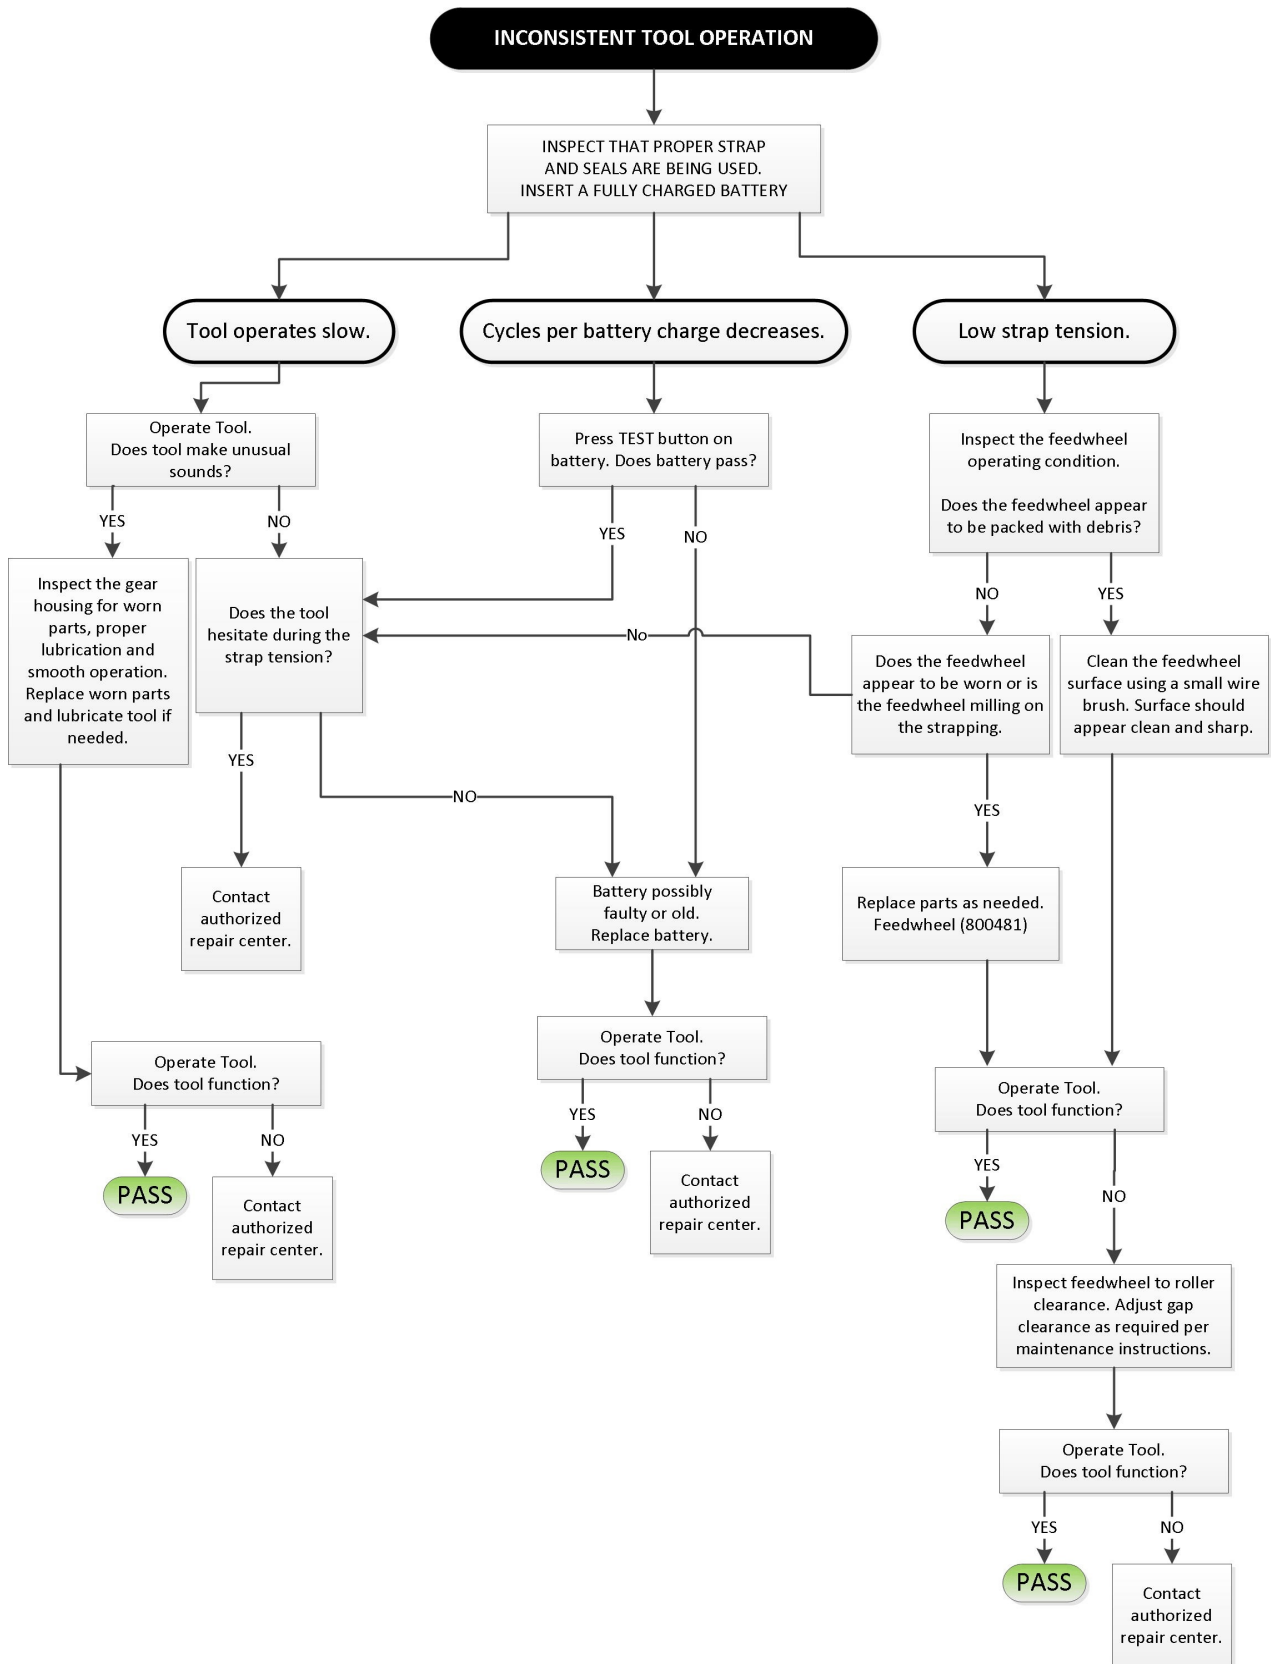 INCONSISTENT TOOL OPERATION
INSPECT THAT PROPER STRAP
AND SEALS ARE BEING USED.
INSERT A FULLY CHARGED BATTERY
Tool operates slow.
Cycles per battery charge decreases.
Low strap tension.
Operate Tool.
Does tool make unusual
sounds?
Press TEST button on
battery. Does battery pass?
Inspect the feedwheel
operating condition.
Does the feedwheel appear
to be packed with debris?
YES
NO
YES
NO
NO
YES
Inspect the gear
housing for worn
parts, proper
lubrication and
smooth operation.
Replace worn parts
and lubricate tool if
needed.
Does the tool
hesitate during the
strap tension?
No
Does the feedwheel
appear to be worn or is
the feedwheel milling on
the strapping.
Clean the feedwheel
surface using a small wire
brush. Surface should
appear clean and sharp.
YES
NO
YES
Contact
authorized
repair center.
Battery possibly
faulty or old.
Replace battery.
Replace parts as needed.
Feedwheel (800481)
Operate Tool.
Does tool function?
Operate Tool.
Does tool function?
Operate Tool.
Does tool function?
YES
NO
YES
NO
YES
NO
PASS
Contact
authorized
repair center.
PASS
Contact
authorized
repair center.
PASS
Inspect feedwheel to roller
clearance. Adjust gap
clearance as required per
maintenance instructions.
Operate Tool.
Does tool function?
YES
NO
PASS
Contact
authorized
repair center.